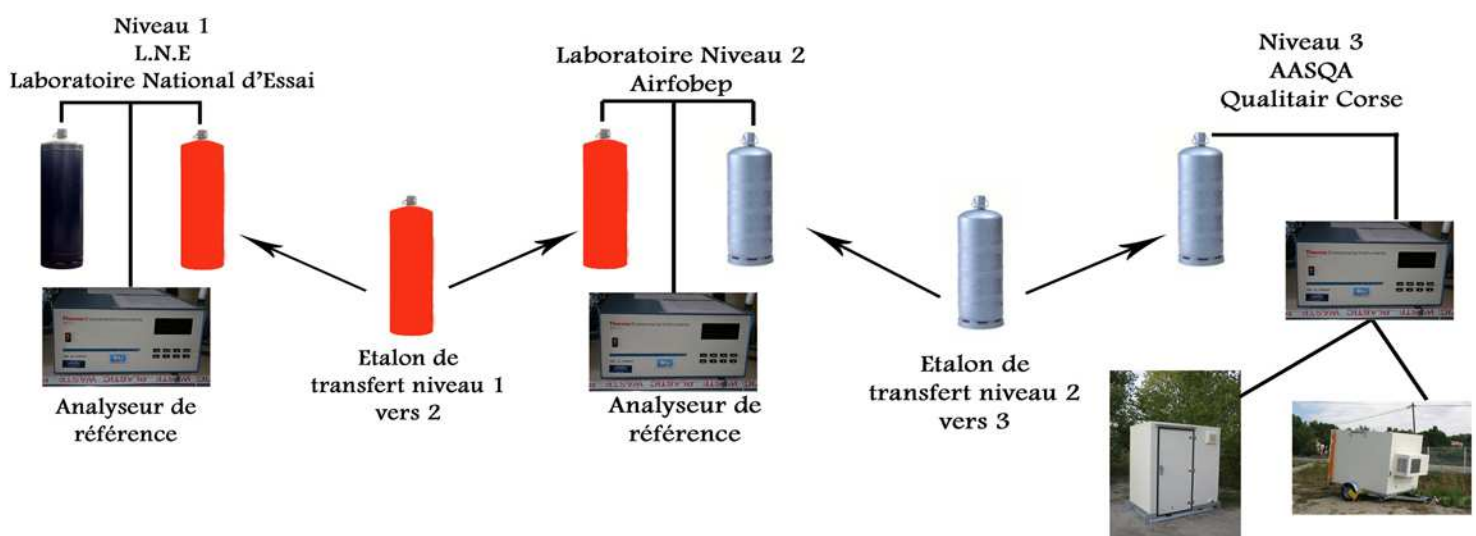 Niveau 1
L.N.E
Laboratoire National d'Essai
Laboratoire Niveau 2
Airfobep
Niveau 3
AASQA
Qualitair Corse
Etalon de
transfert niveau 1
vers 2
Etalon de
transfert niveau 2
vers 3
Analyseur de
référence
Analyseur de
référence